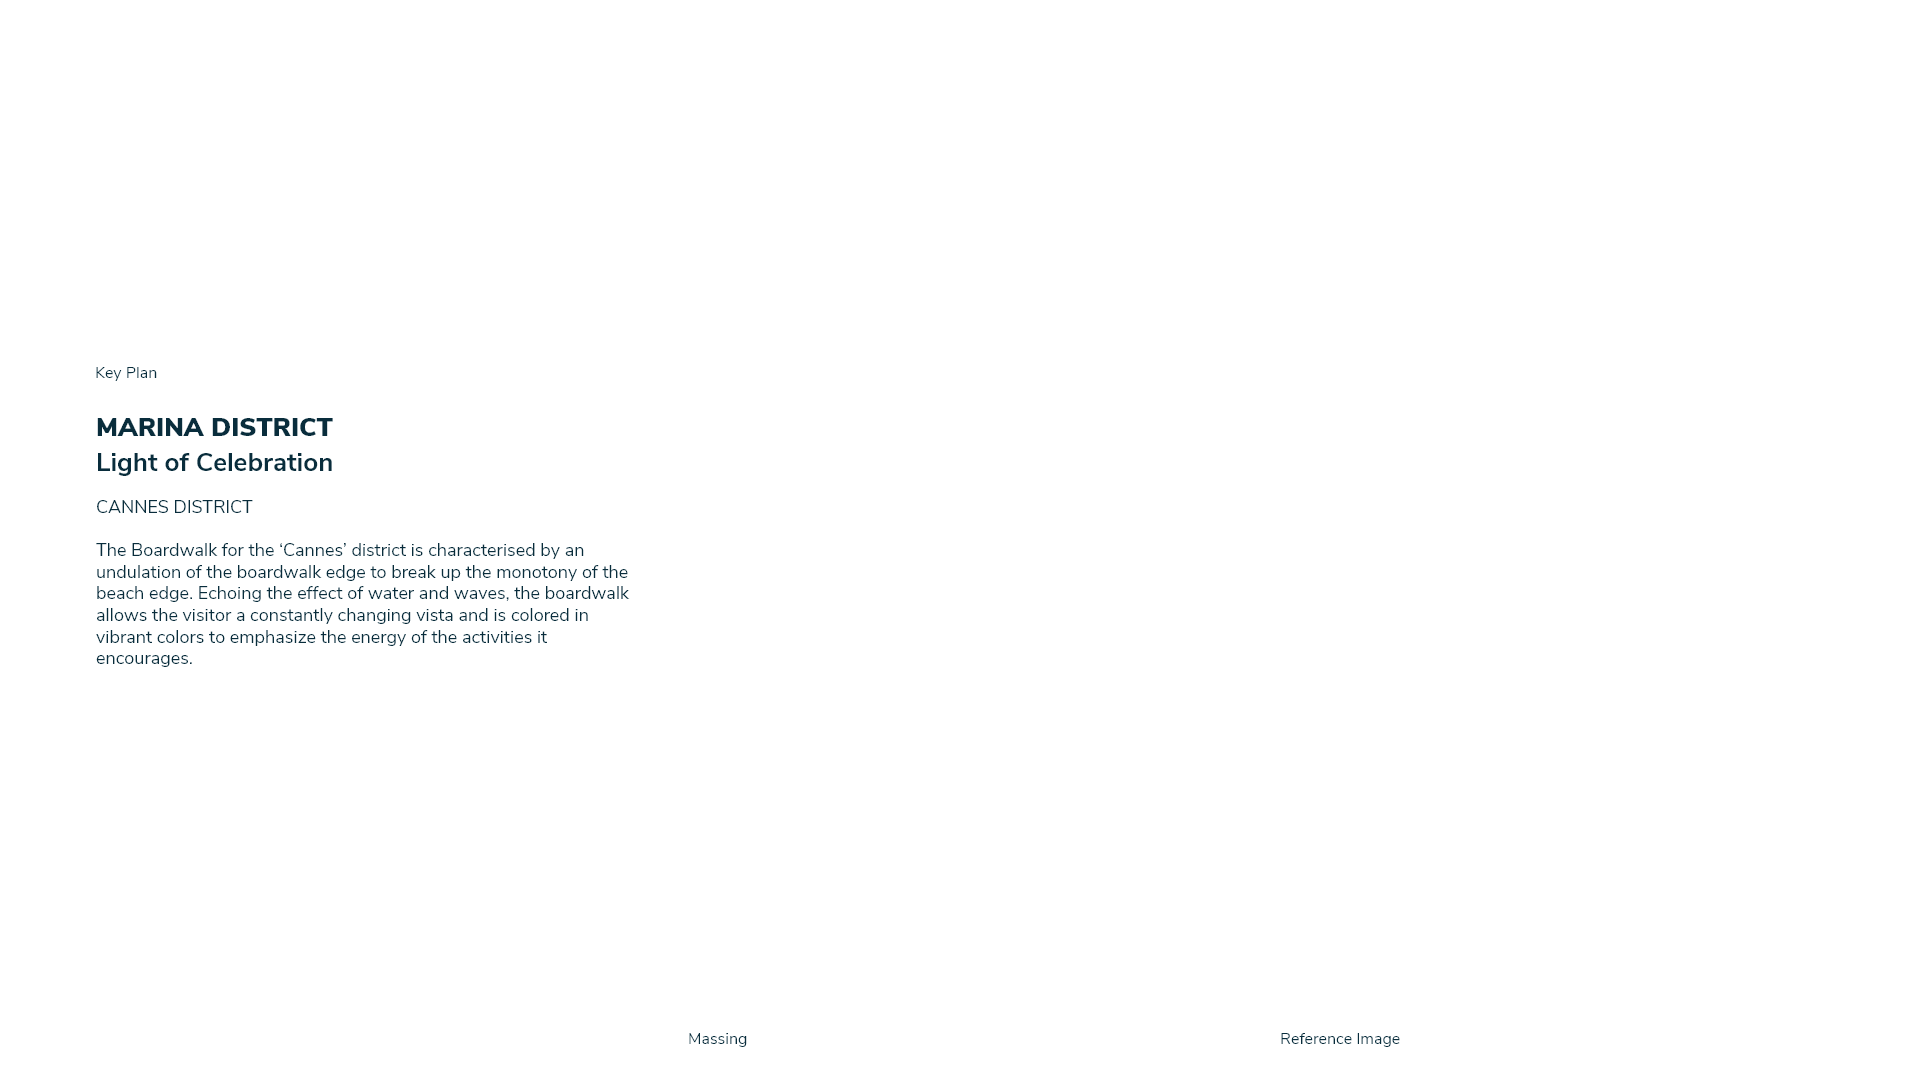 Key Plan
MARINA DISTRICT
Light of Celebration
CANNES DISTRICT
The Boardwalk for the ‘Cannes’ district is characterised by an
undulation of the boardwalk edge to break up the monotony of the
beach edge. Echoing the effect of water and waves, the boardwalk
allows the visitor a constantly changing vista and is colored in
vibrant colors to emphasize the energy of the activities it
encourages.
Massing
Reference Image